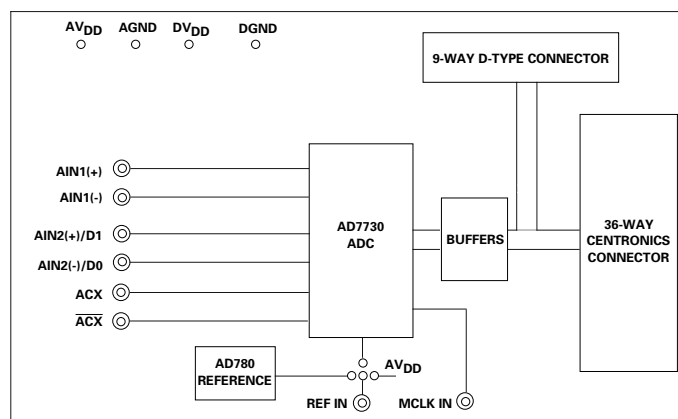 AVDD AGND DVDD DGND
9-WAY D-TYPE CONNECTOR
AIN1(+)
AIN1(-)
AIN2(+)/D1
AIN2(-)/D0
ACX
A̅C̅X̅
AD7730
ADC
BUFFERS
36-WAY
CENTRONICS
CONNECTOR
AD780
REFERENCE
AVDD
REF IN
MCLK IN